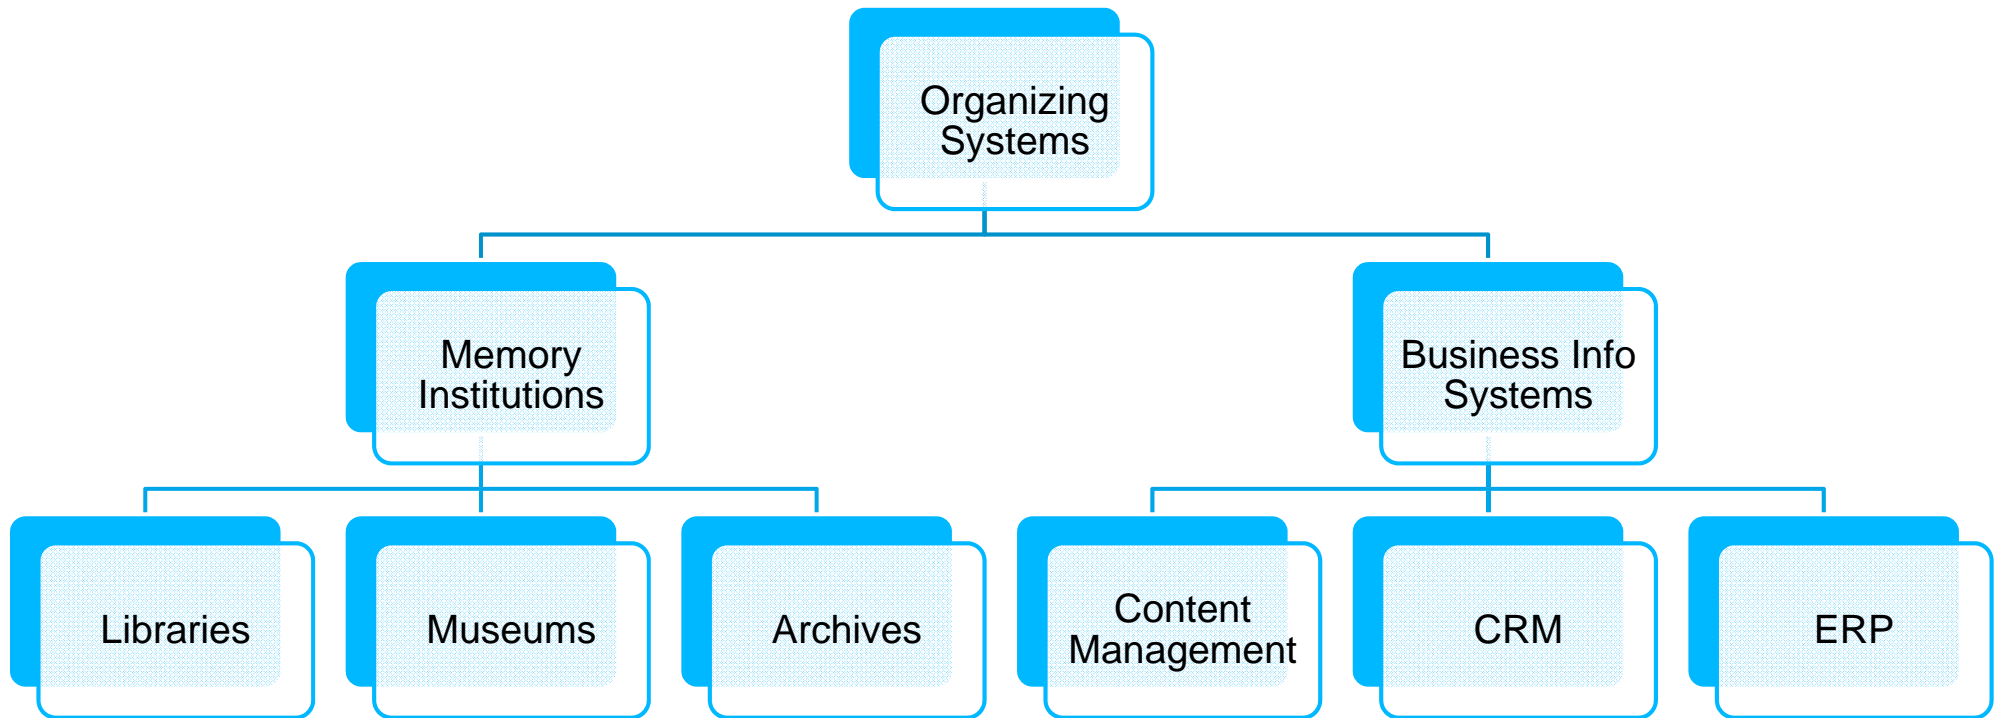 Organizing
Systems
Memory
Institutions
Business Info
Systems
Libraries
Museums
Archives
Content
Management
CRM
ERP